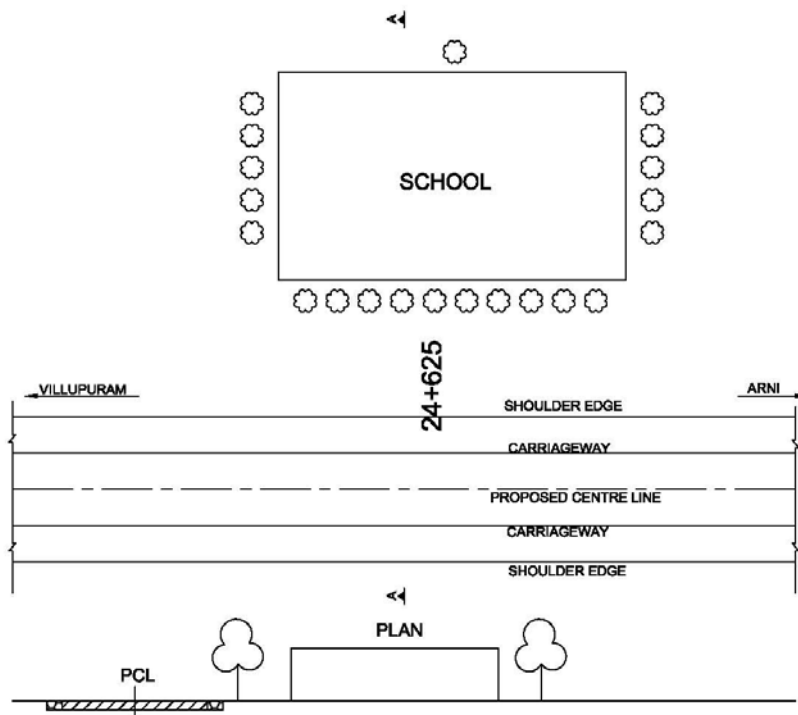 A
SCHOOL
24+625
VILLUPURAM
ARNI
SHOULDER EDGE
CARRIAGEWAY
PROPOSED CENTRE LINE
CARRIAGEWAY
SHOULDER EDGE
A
PLAN
PCL